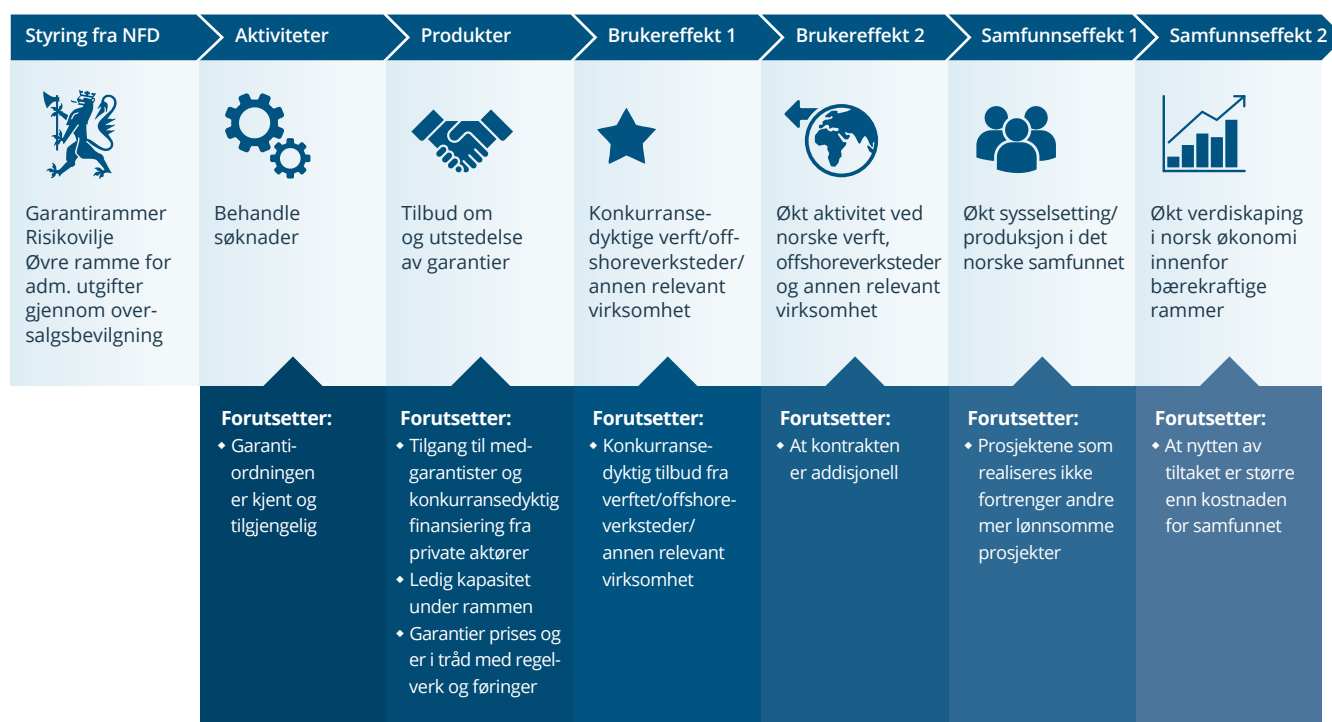 Styring fra NFD
Aktiviteter
Produkter
Brukereffekt 1
Brukereffekt 2
Samfunnseffekt 1
Samfunnseffekt 2
Garantirammer
Risikovilje
Øvre ramme for
adm. utgifter
gjennom over-
salgsbevilgning
Behandle
søknader
Tilbud om
og utstedelse
av garantier
Konkurranse-
dyktige verft/off-
shoreverksteder/
annen relevant
virksomhet
Økt aktivitet ved
norske verft,
offshoreverksteder
og annen relevant
virksomhet
Økt sysselsetting/
produksjon i det
norske samfunnet
Økt verdiskaping
i norsk økonomi
innenfor
bærekraftige
rammer
Forutsetter:
⬥ Garanti-
ordningen
er kjent og
tilgjengelig
Forutsetter:
⬥ Tilgang til med-
garantister og
konkurransedyktig
finansiering fra
private aktører
⬥ Ledig kapasitet
under rammen
⬥ Garantier prises og
er i tråd med regel-
verk og føringer
Forutsetter:
⬥ Konkurranse-
dyktig tilbud fra
verftet/offshore-
verksteder/
annen relevant
virksomhet
Forutsetter:
⬥ At kontrakten
er addisjonell
Forutsetter:
⬥ Prosjektene som
realiseres ikke
fortrenger andre
mer lønnsomme
prosjekter
Forutsetter:
⬥ At nytten av
tiltaket er større
enn kostnaden
for samfunnet